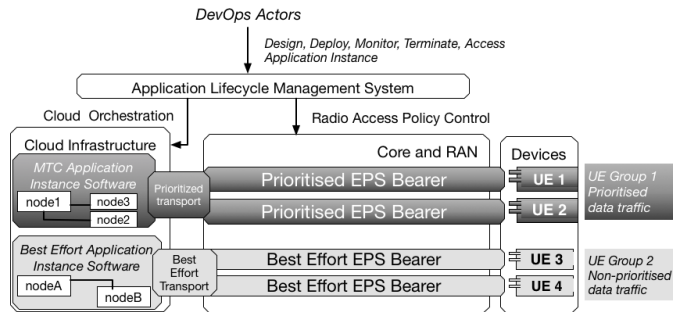 DevOps Actors
Design, Deploy, Monitor, Terminate, Access
Application Instance
Application Lifecycle Management System
Cloud Orchestration
Radio Access Policy Control
Cloud Infrastructure
Core and RAN
Devices
MTC Application
Instance Software
node1
node3
node2
Prioritized
transport
Prioritised EPS Bearer
Prioritised EPS Bearer
UE 1
UE 2
UE Group 1
Prioritised
data traffic
Best Effort Application
Instance Software
nodeA
nodeB
Best
Effort
Transport
Best Effort EPS Bearer
Best Effort EPS Bearer
UE 3
UE 4
UE Group 2
Non-prioritised
data traffic